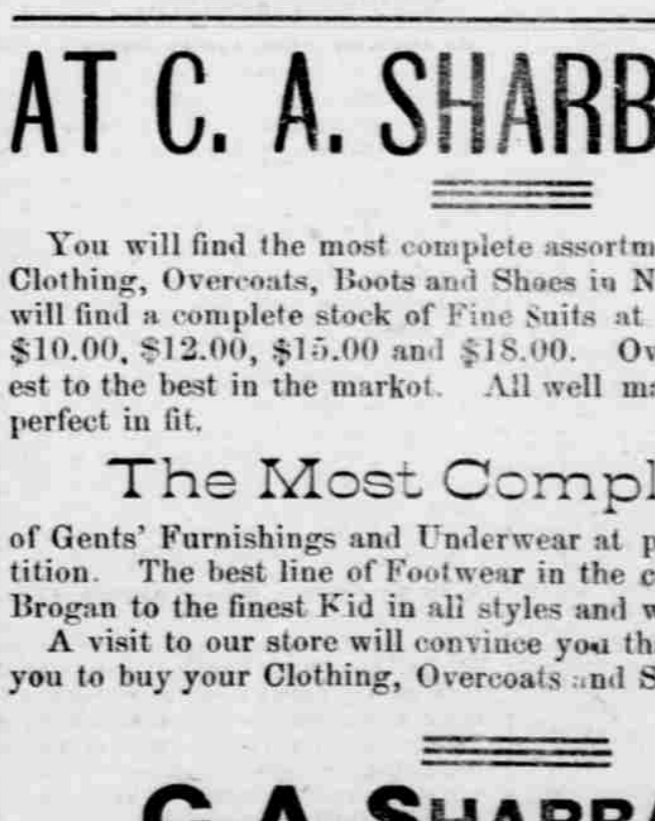 AT C. A. SHARB
You will find the most complete assortm
Clothing, Overcoats, Boots and Shoes in N
will find a complete stock of Fine Suits at
$10.00, $12.00, $15.00 and $18.00. Ov
est to the best in the markot. All well ma
perfect in fit.
The Most Compl
of Gents' Furnishings and Underwear at p
tition. The best line of Footwear in the c
Brogan to the finest Kid in all styles and w
A visit to our store will convince you th
you to buy your Clothing, Overcoats and S
C. A. SHARBA